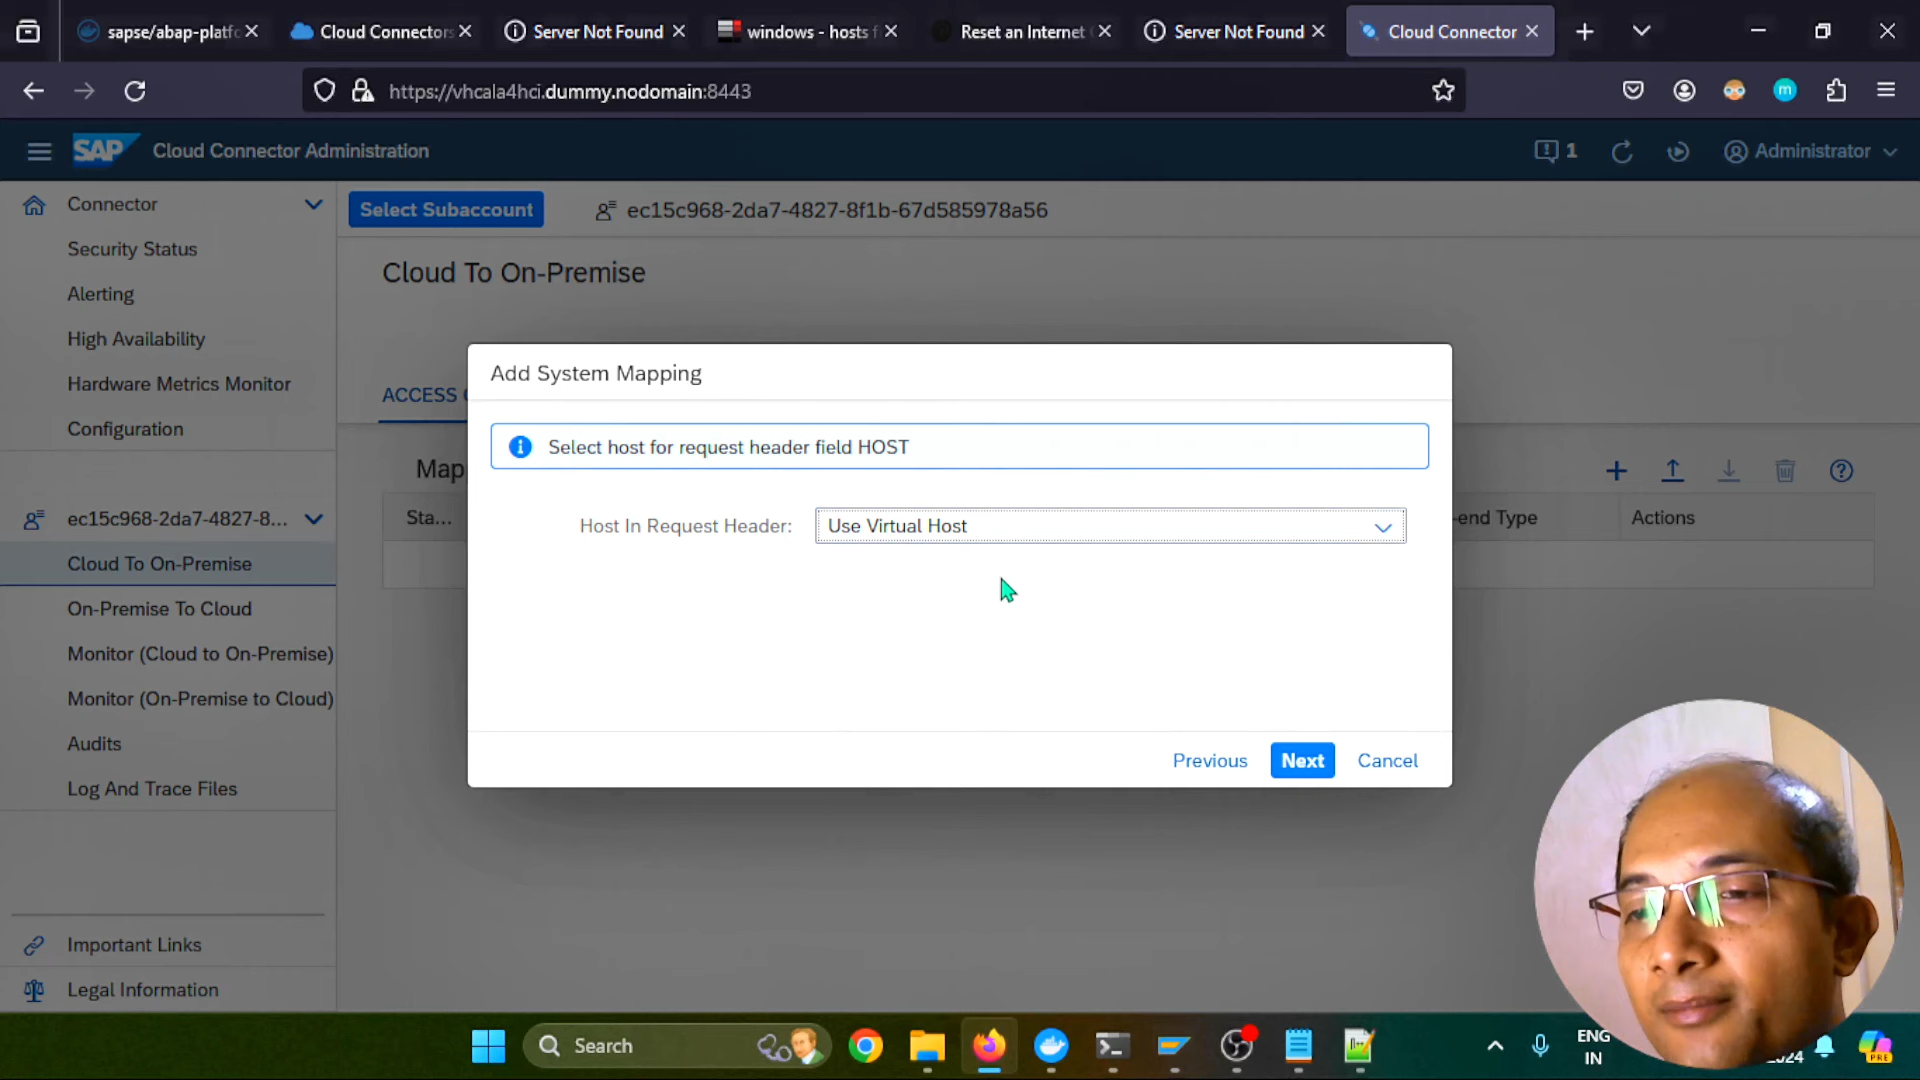 sapse/abap-platf
Cloud Connectors
Server Not Found
windows - hosts f
Reset an Internet
Server Not Found
Cloud Connector
https://vhcala4hci.dummy.nodomain:8443
SAP
Cloud Connector Administration
1
Administrator
Connector
Security Status
Alerting
High Availability
Hardware Metrics Monitor
Configuration
ec15c968-2da7-4827-8...
Cloud To On-Premise
On-Premise To Cloud
Monitor (Cloud to On-Premise)
Monitor (On-Premise to Cloud)
Audits
Log And Trace Files
Important Links
Legal Information
Select Subaccount
ec15c968-2da7-4827-8f1b-67d585978a56
Cloud To On-Premise
ACCESS
Map
Sta...
-end Type
Actions
Add System Mapping
Select host for request header field HOST
Host In Request Header:
Use Virtual Host
Previous
Next
Cancel
Search
ENG
IN
2024
PRE